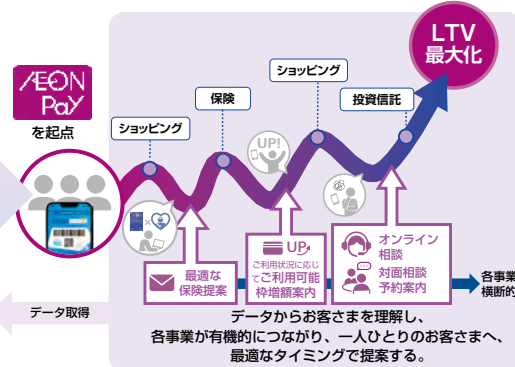 LTV
最大化
ÆON
Pay
を起点
ショッピング
保険
ショッピング
投資信託
UP!
最適な
保険提案
UP
ご利用状況に応じ
てご利用可能
枠増額案内
オンライン
相談
対面相談
予約案内
各事業
横断的
データ取得
データからお客さまを理解し、
各事業が有機的につながり、一人ひとりのお客さまへ、
最適なタイミングで提案する。